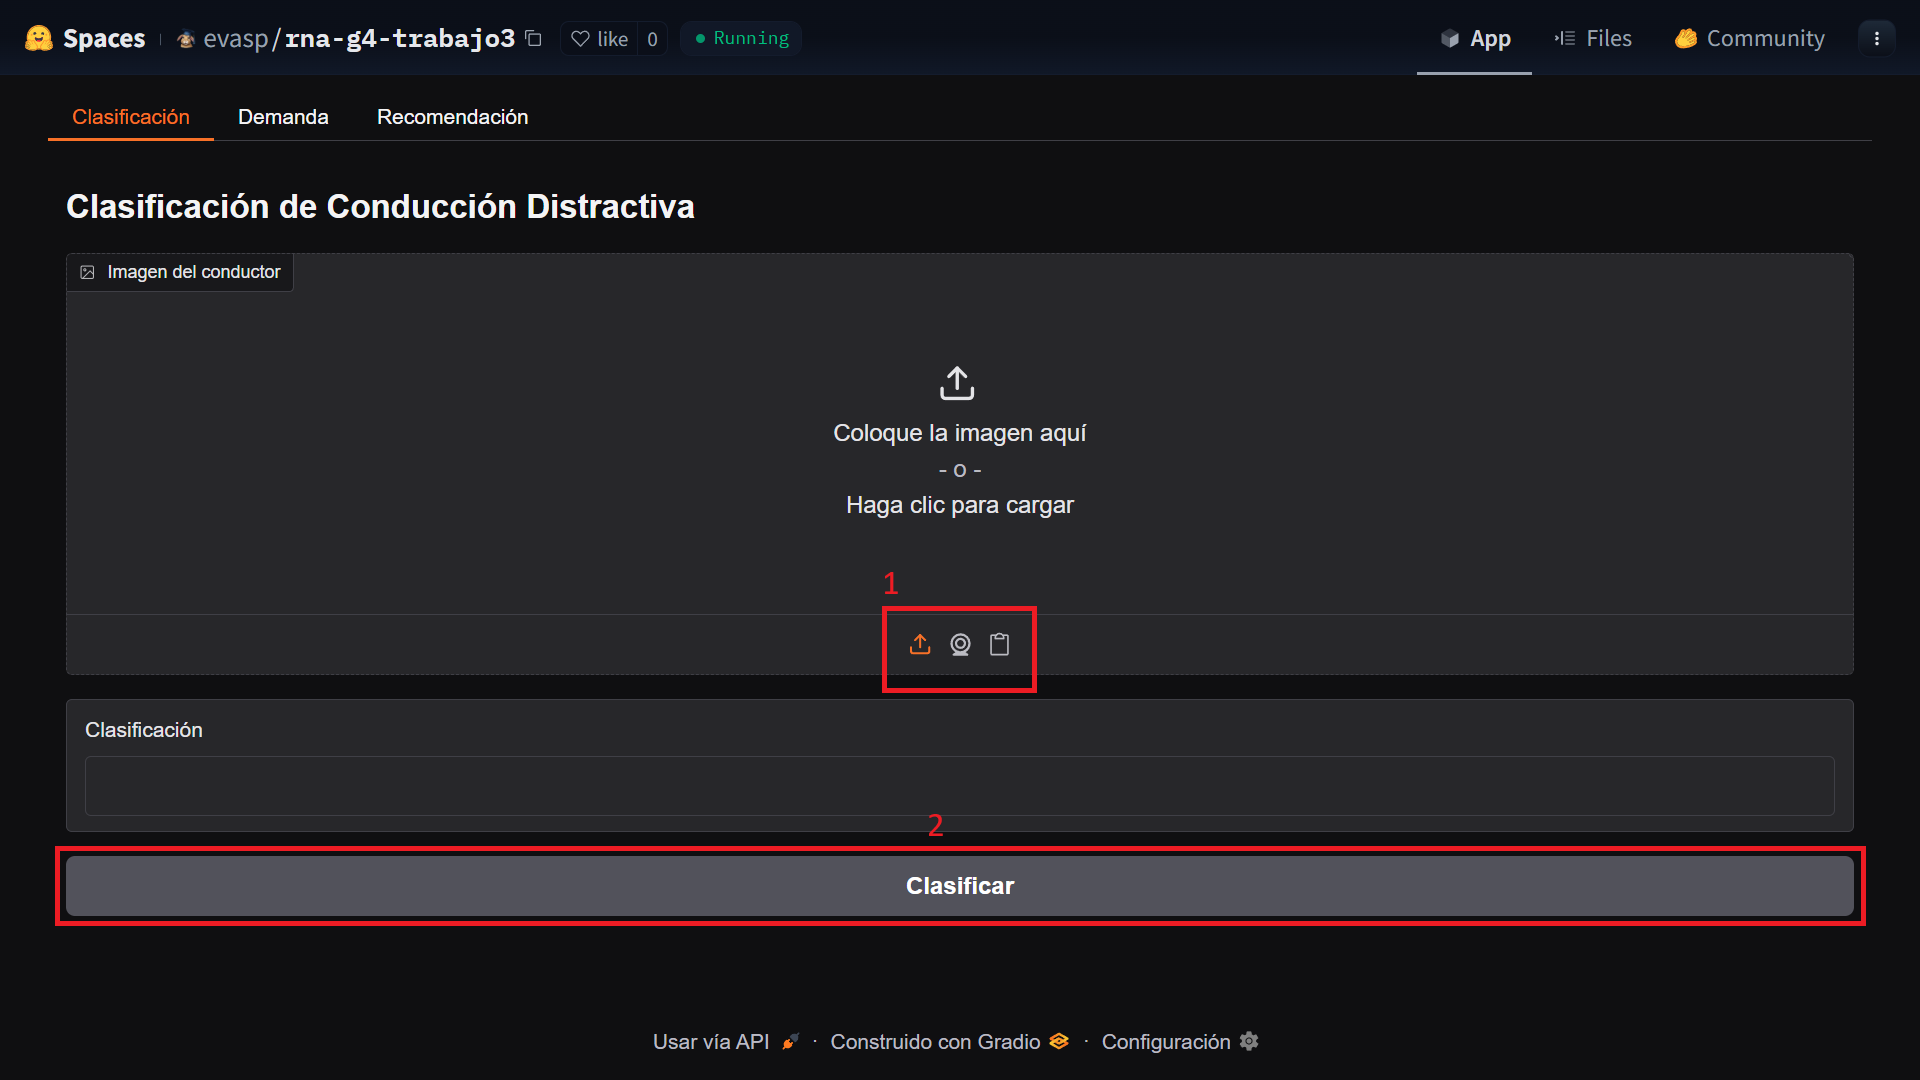 Spaces
evasp/rna-g4-trabajo3
like 0
Running
App
Files
Community
Clasificación
Demanda
Recomendación
Clasificación de Conducción Distractiva
Imagen del conductor
Coloque la imagen aquí
- o -
Haga clic para cargar
1
Clasificación
2
Clasificar
Usar vía API · Construido con Gradio · Configuración